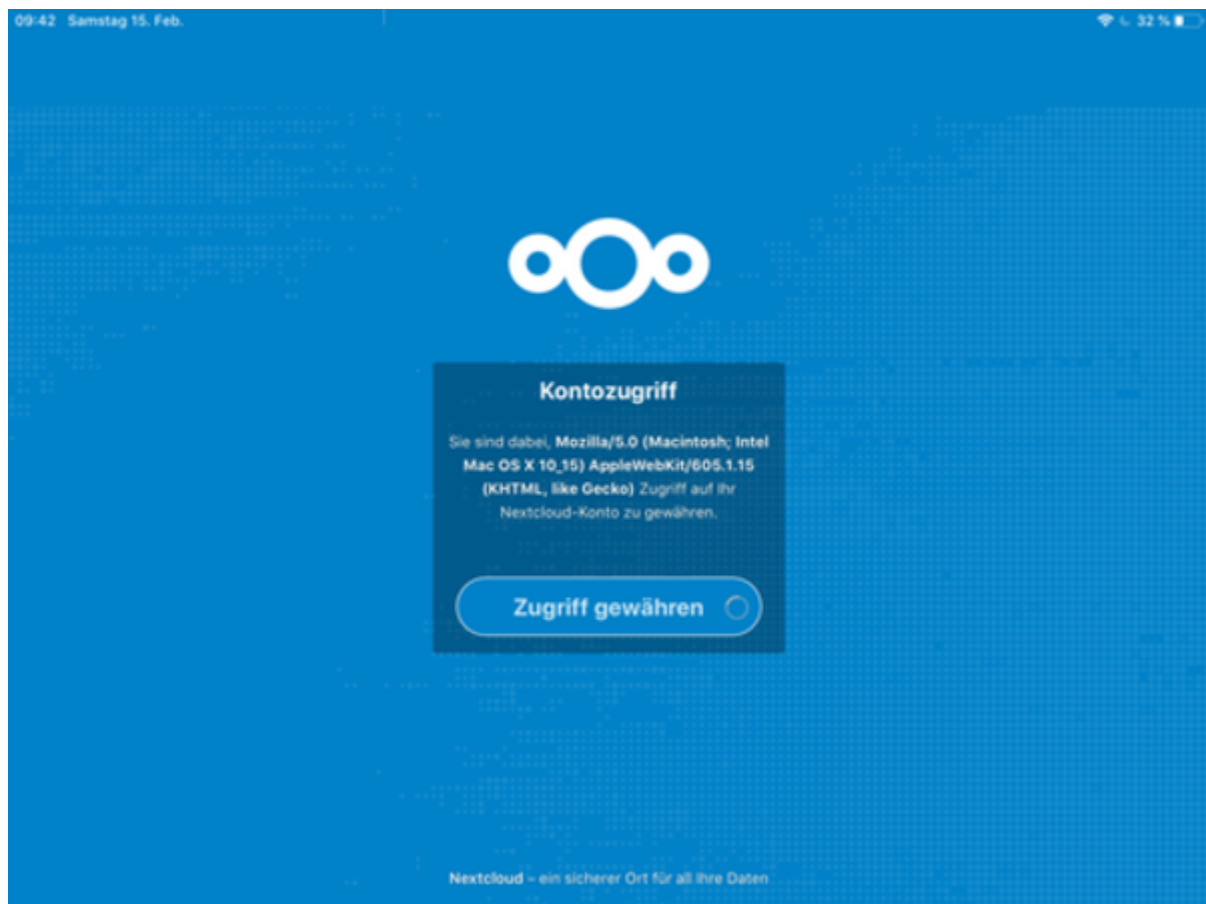 09:42 Samstag 15. Feb.
32 %
Kontozugriff
Sie sind dabei, Mozilla/5.0 (Macintosh; Intel
Mac OS X 10_15) AppleWebKit/605.1.15
(KHTML, like Gecko) Zugriff auf Ihr
Nextcloud-Konto zu gewähren.
Zugriff gewähren
Nextcloud – ein sicherer Ort für all Ihre Daten